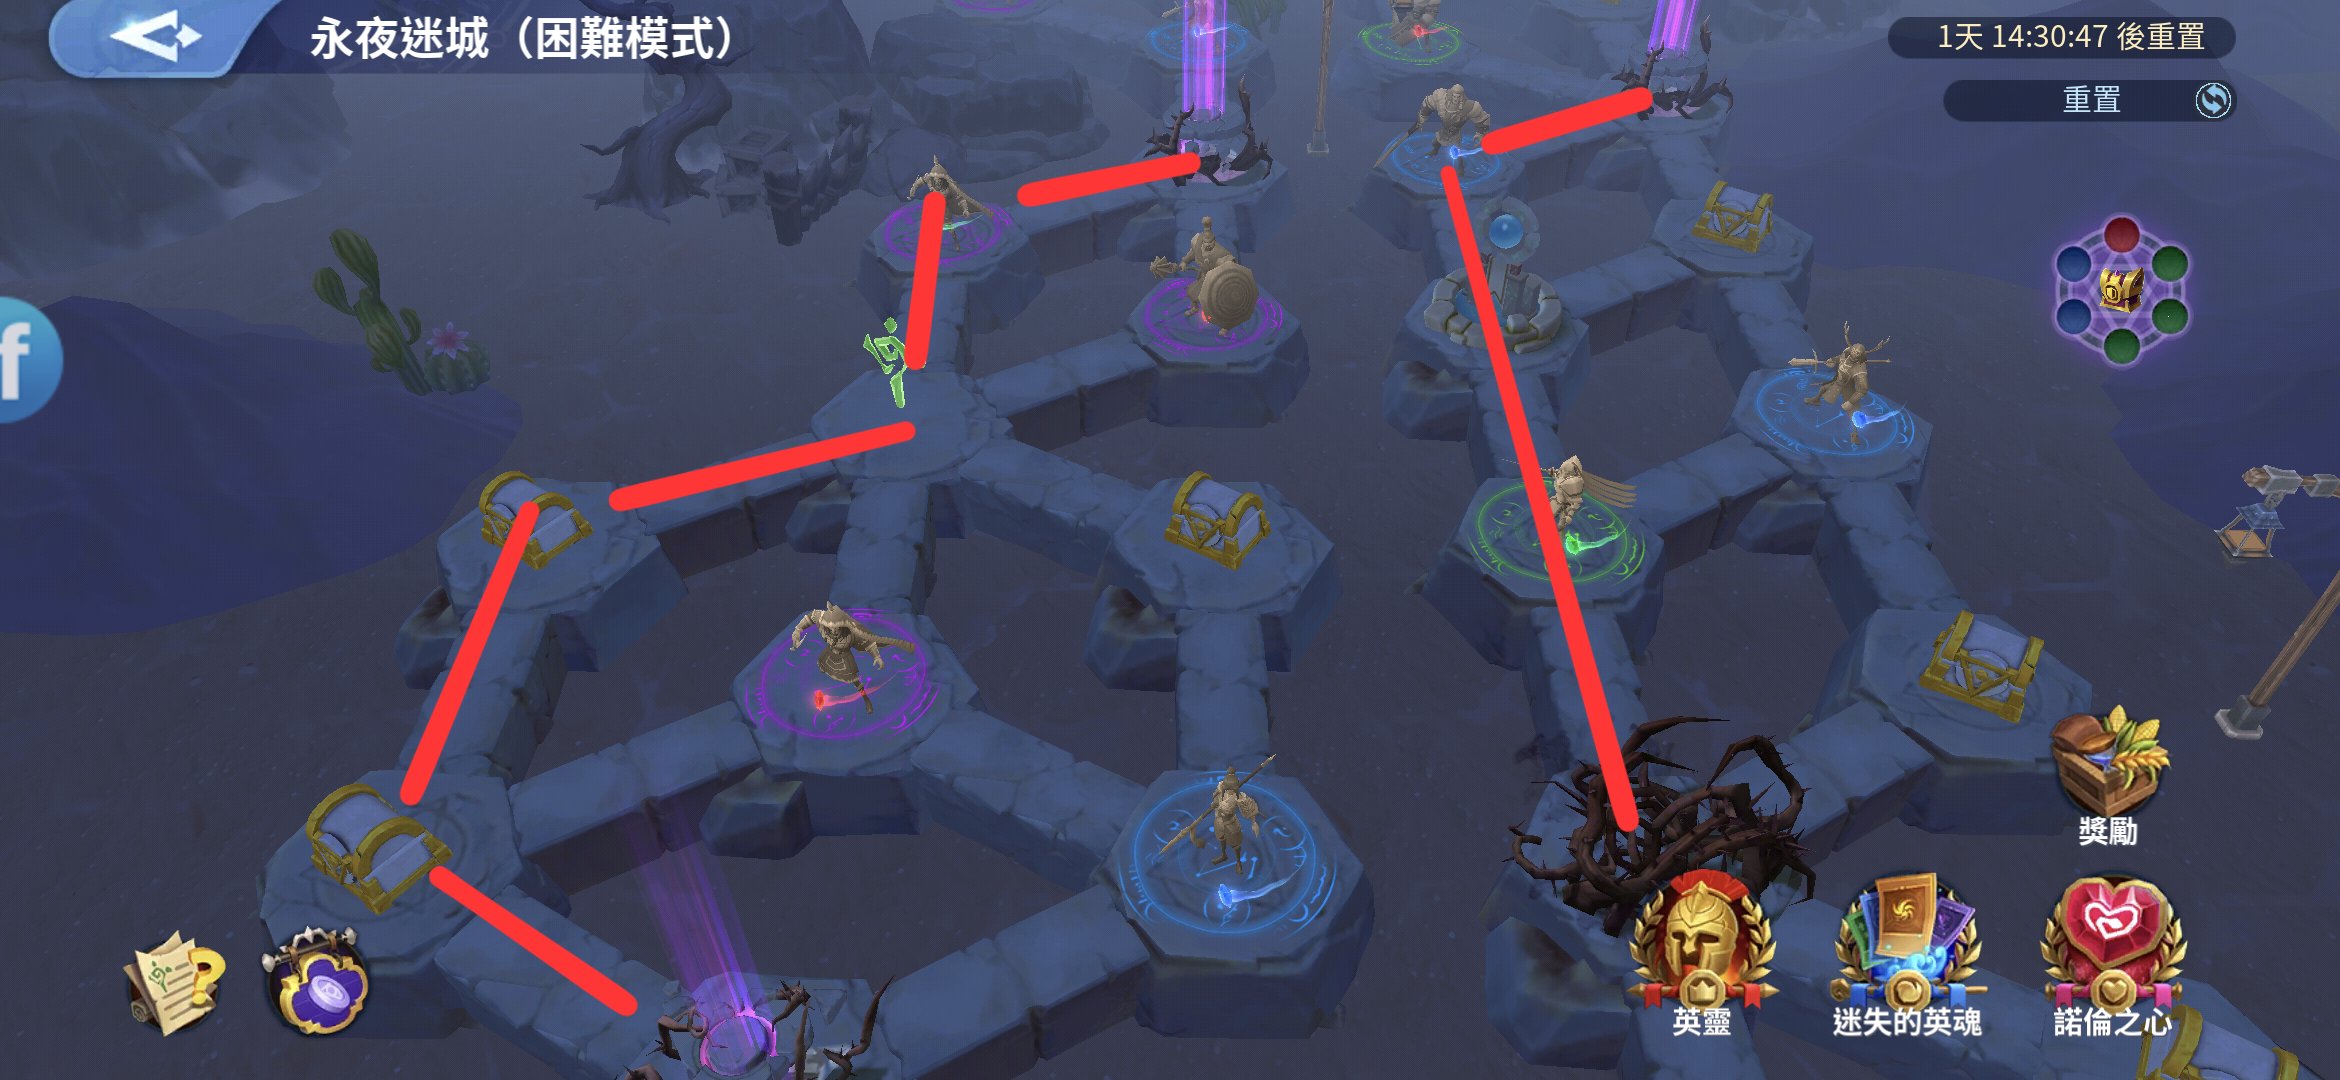 永夜迷城（困難模式）
1天 14:30:47 後重置
重置
f
獎勵
英靈
迷失的英魂
諾倫之心